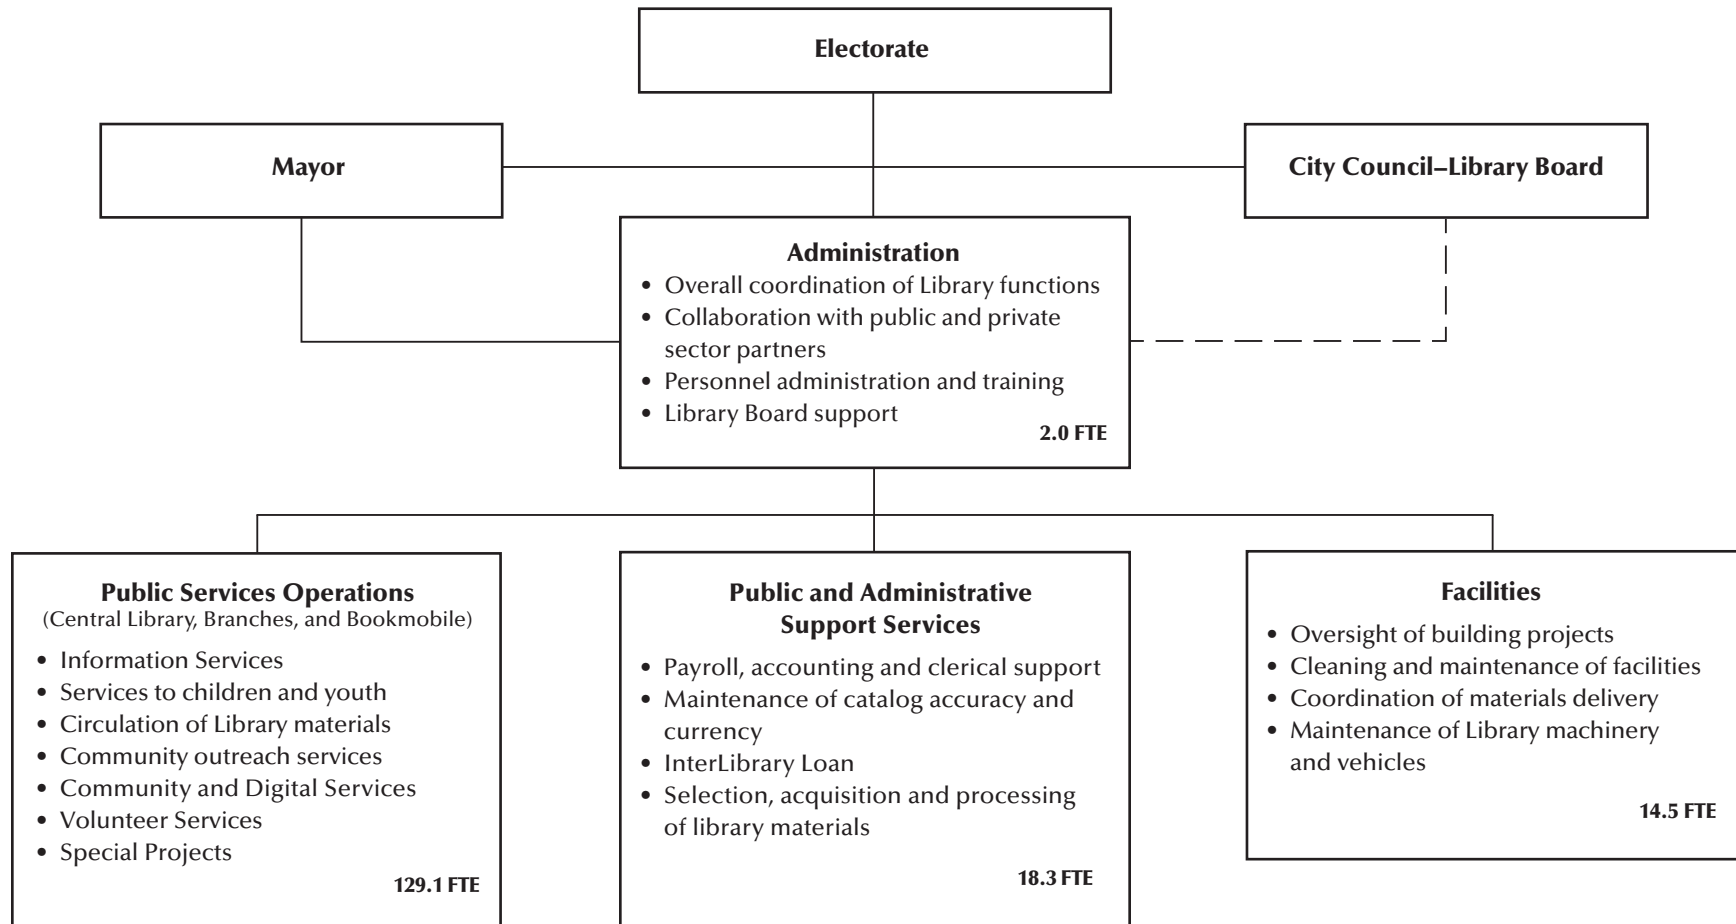 Electorate
Mayor
City Council–Library Board
Administration
• Overall coordination of Library functions
• Collaboration with public and private
sector partners
• Personnel administration and training
• Library Board support
2.0 FTE
Public Services Operations
(Central Library, Branches, and Bookmobile)
• Information Services
• Services to children and youth
• Circulation of Library materials
• Community outreach services
• Community and Digital Services
• Volunteer Services
• Special Projects
129.1 FTE
Public and Administrative
Support Services
• Payroll, accounting and clerical support
• Maintenance of catalog accuracy and
currency
• InterLibrary Loan
• Selection, acquisition and processing
of library materials
18.3 FTE
Facilities
• Oversight of building projects
• Cleaning and maintenance of facilities
• Coordination of materials delivery
• Maintenance of Library machinery
and vehicles
14.5 FTE